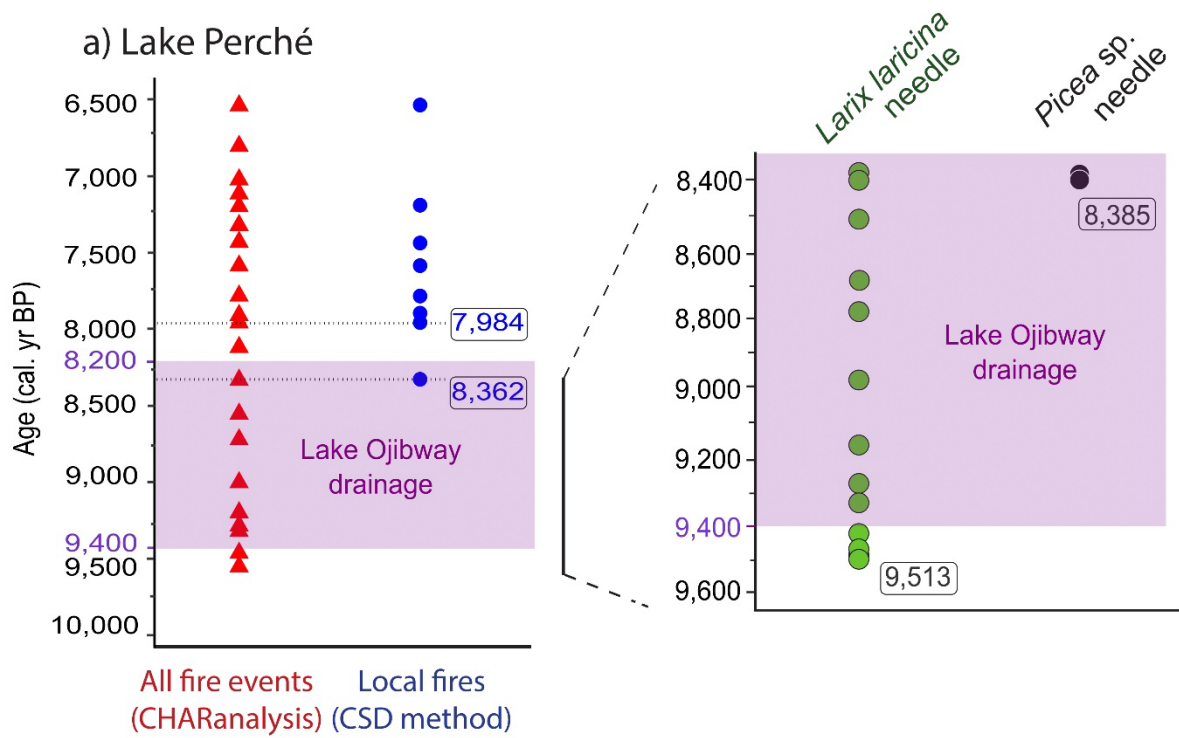 a) Lake Perché
Age (cal. yr BP)
6,500
7,000
7,500
8,000
8,200
8,500
9,000
9,400
9,500
10,000
7,984
8,362
Lake Ojibway
drainage
All fire events
(CHARanalysis)
Local fires
(CSD method)
Larix laricina
needle
Picea sp.
needle
8,400
8,600
8,800
9,000
9,200
9,400
9,600
8,385
Lake Ojibway
drainage
9,513